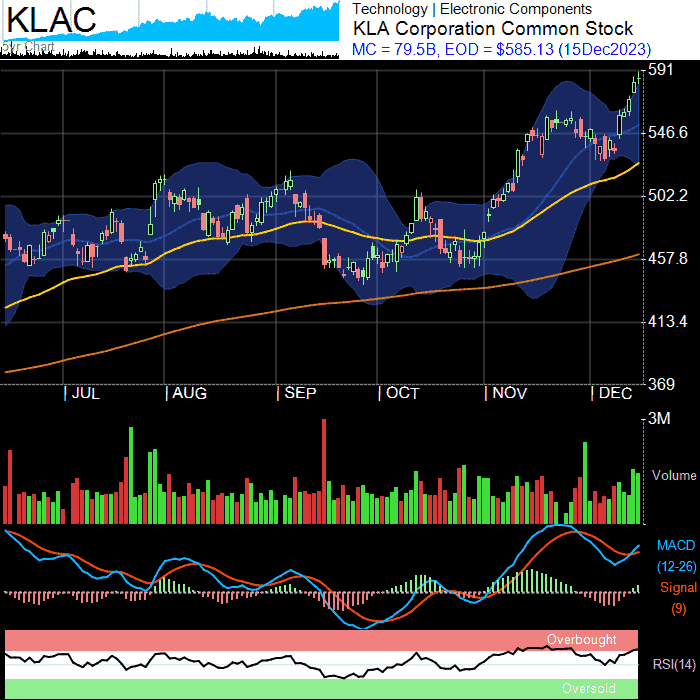 KLAC
5yr Chart
Technology | Electronic Components
KLA Corporation Common Stock
MC = 79.5B, EOD = $585.13 (15Dec2023)
591
546.6
502.2
457.8
413.4
369
| JUL | AUG | SEP | OCT | NOV | DEC
3M
Volume
MACD
(12-26)
Signal
(9)
Overbought
RSI(14)
Oversold